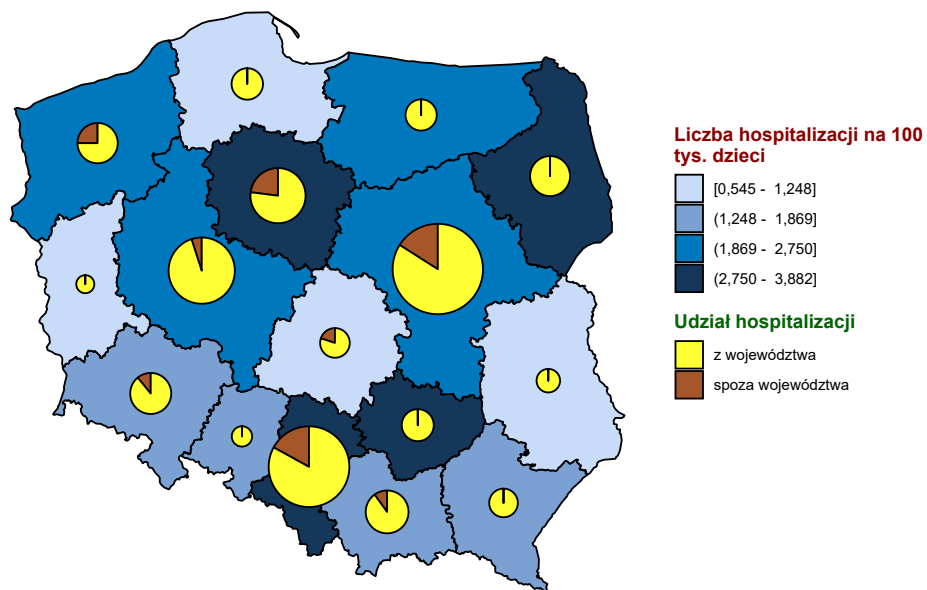 Liczba hospitalizacji na 100
tys. dzieci
[0,545 - 1,248]
(1,248 - 1,869]
(1,869 - 2,750]
(2,750 - 3,882]
Udział hospitalizacji
z województwa
spoza województwa